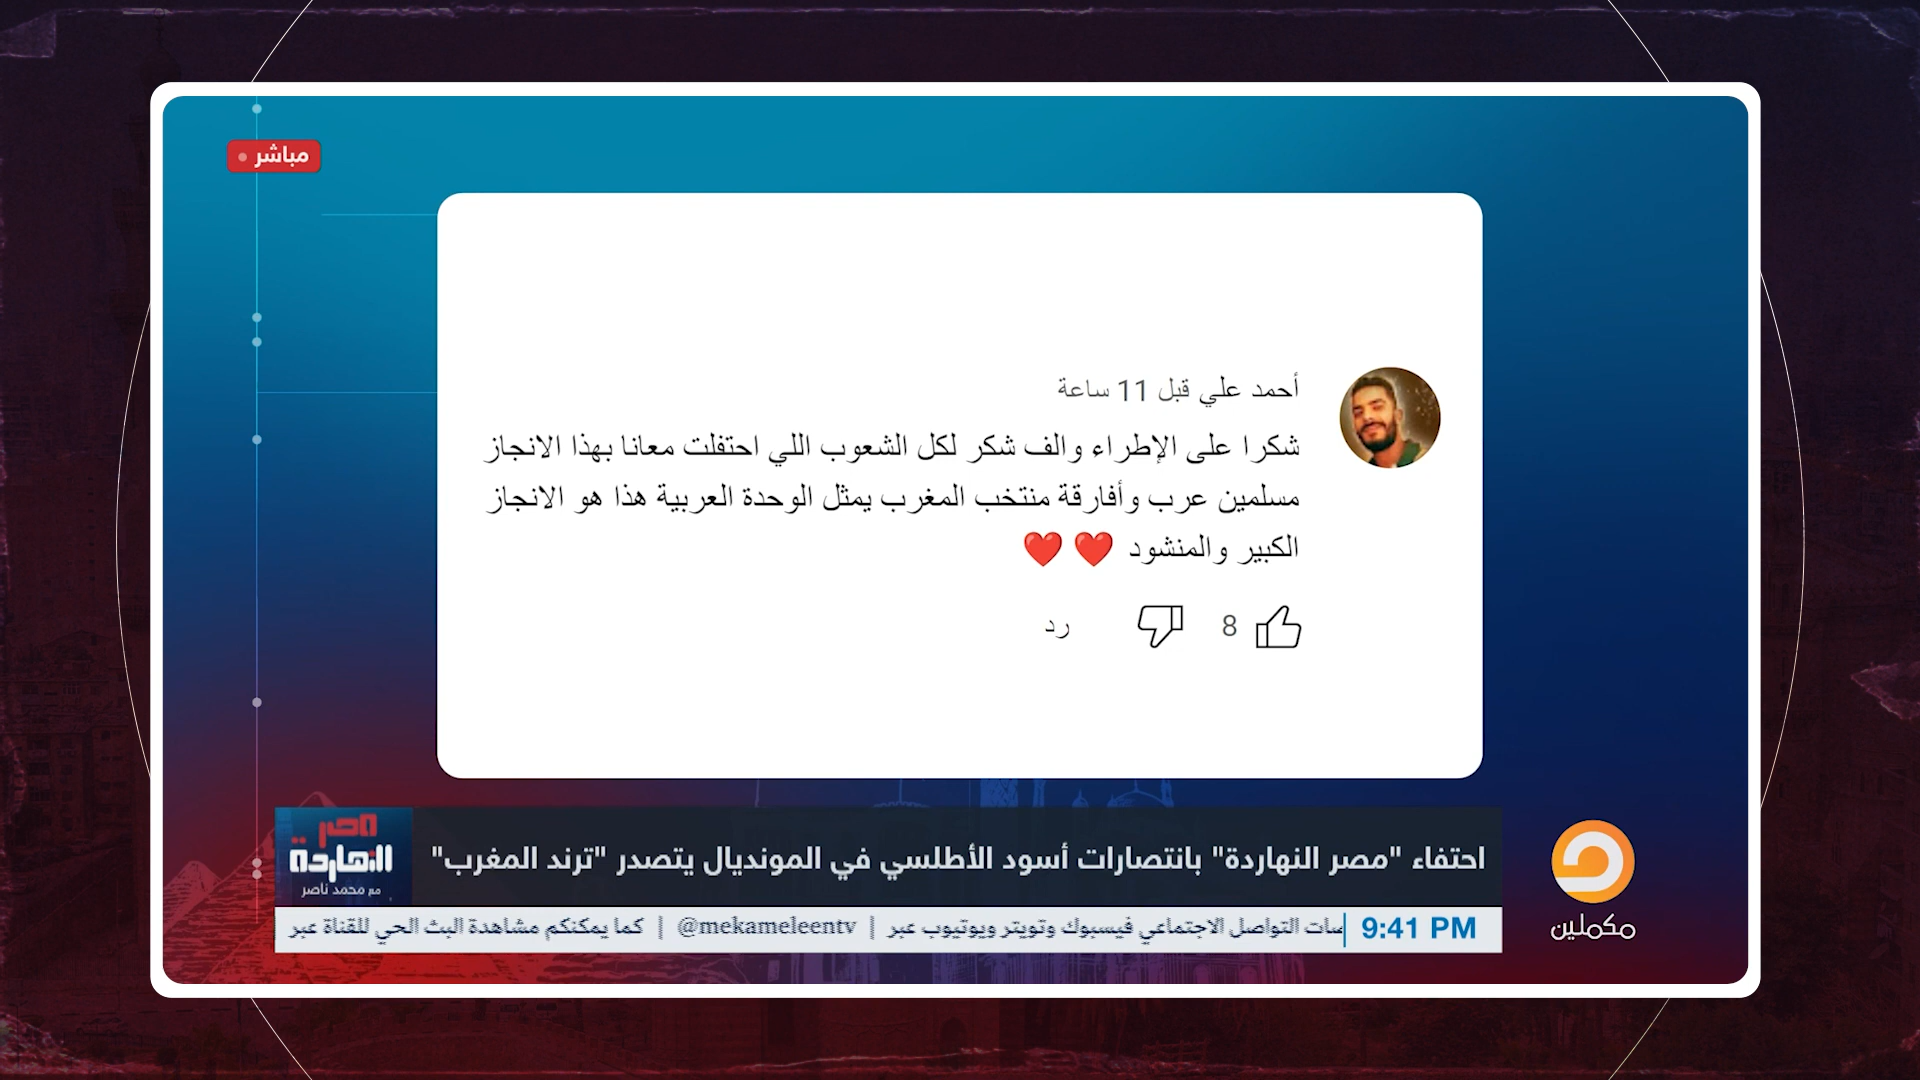 مباشر
أحمد علي قبل 11 ساعة
شكرا على الإطراء والف شكر لكل الشعوب اللي احتفلت معانا بهذا الانجاز
مسلمين عرب وأفارقة منتخب المغرب يمثل الوحدة العربية هذا هو الانجاز
الكبير والمنشود ❤️ ❤️
8
رد
احتفاء "مصر النهاردة" بانتصارات أسود الأطلسي في المونديال يتصدر "ترند المغرب"
مصر
النهاردة
مع محمد ناصر
9:41 PM
التواصل الاجتماعي فيسبوك وتويتر ويوتيوب عبر | @mekameleentv | كما يمكنكم مشاهدة البث الحي للقناة عبر
مكملين